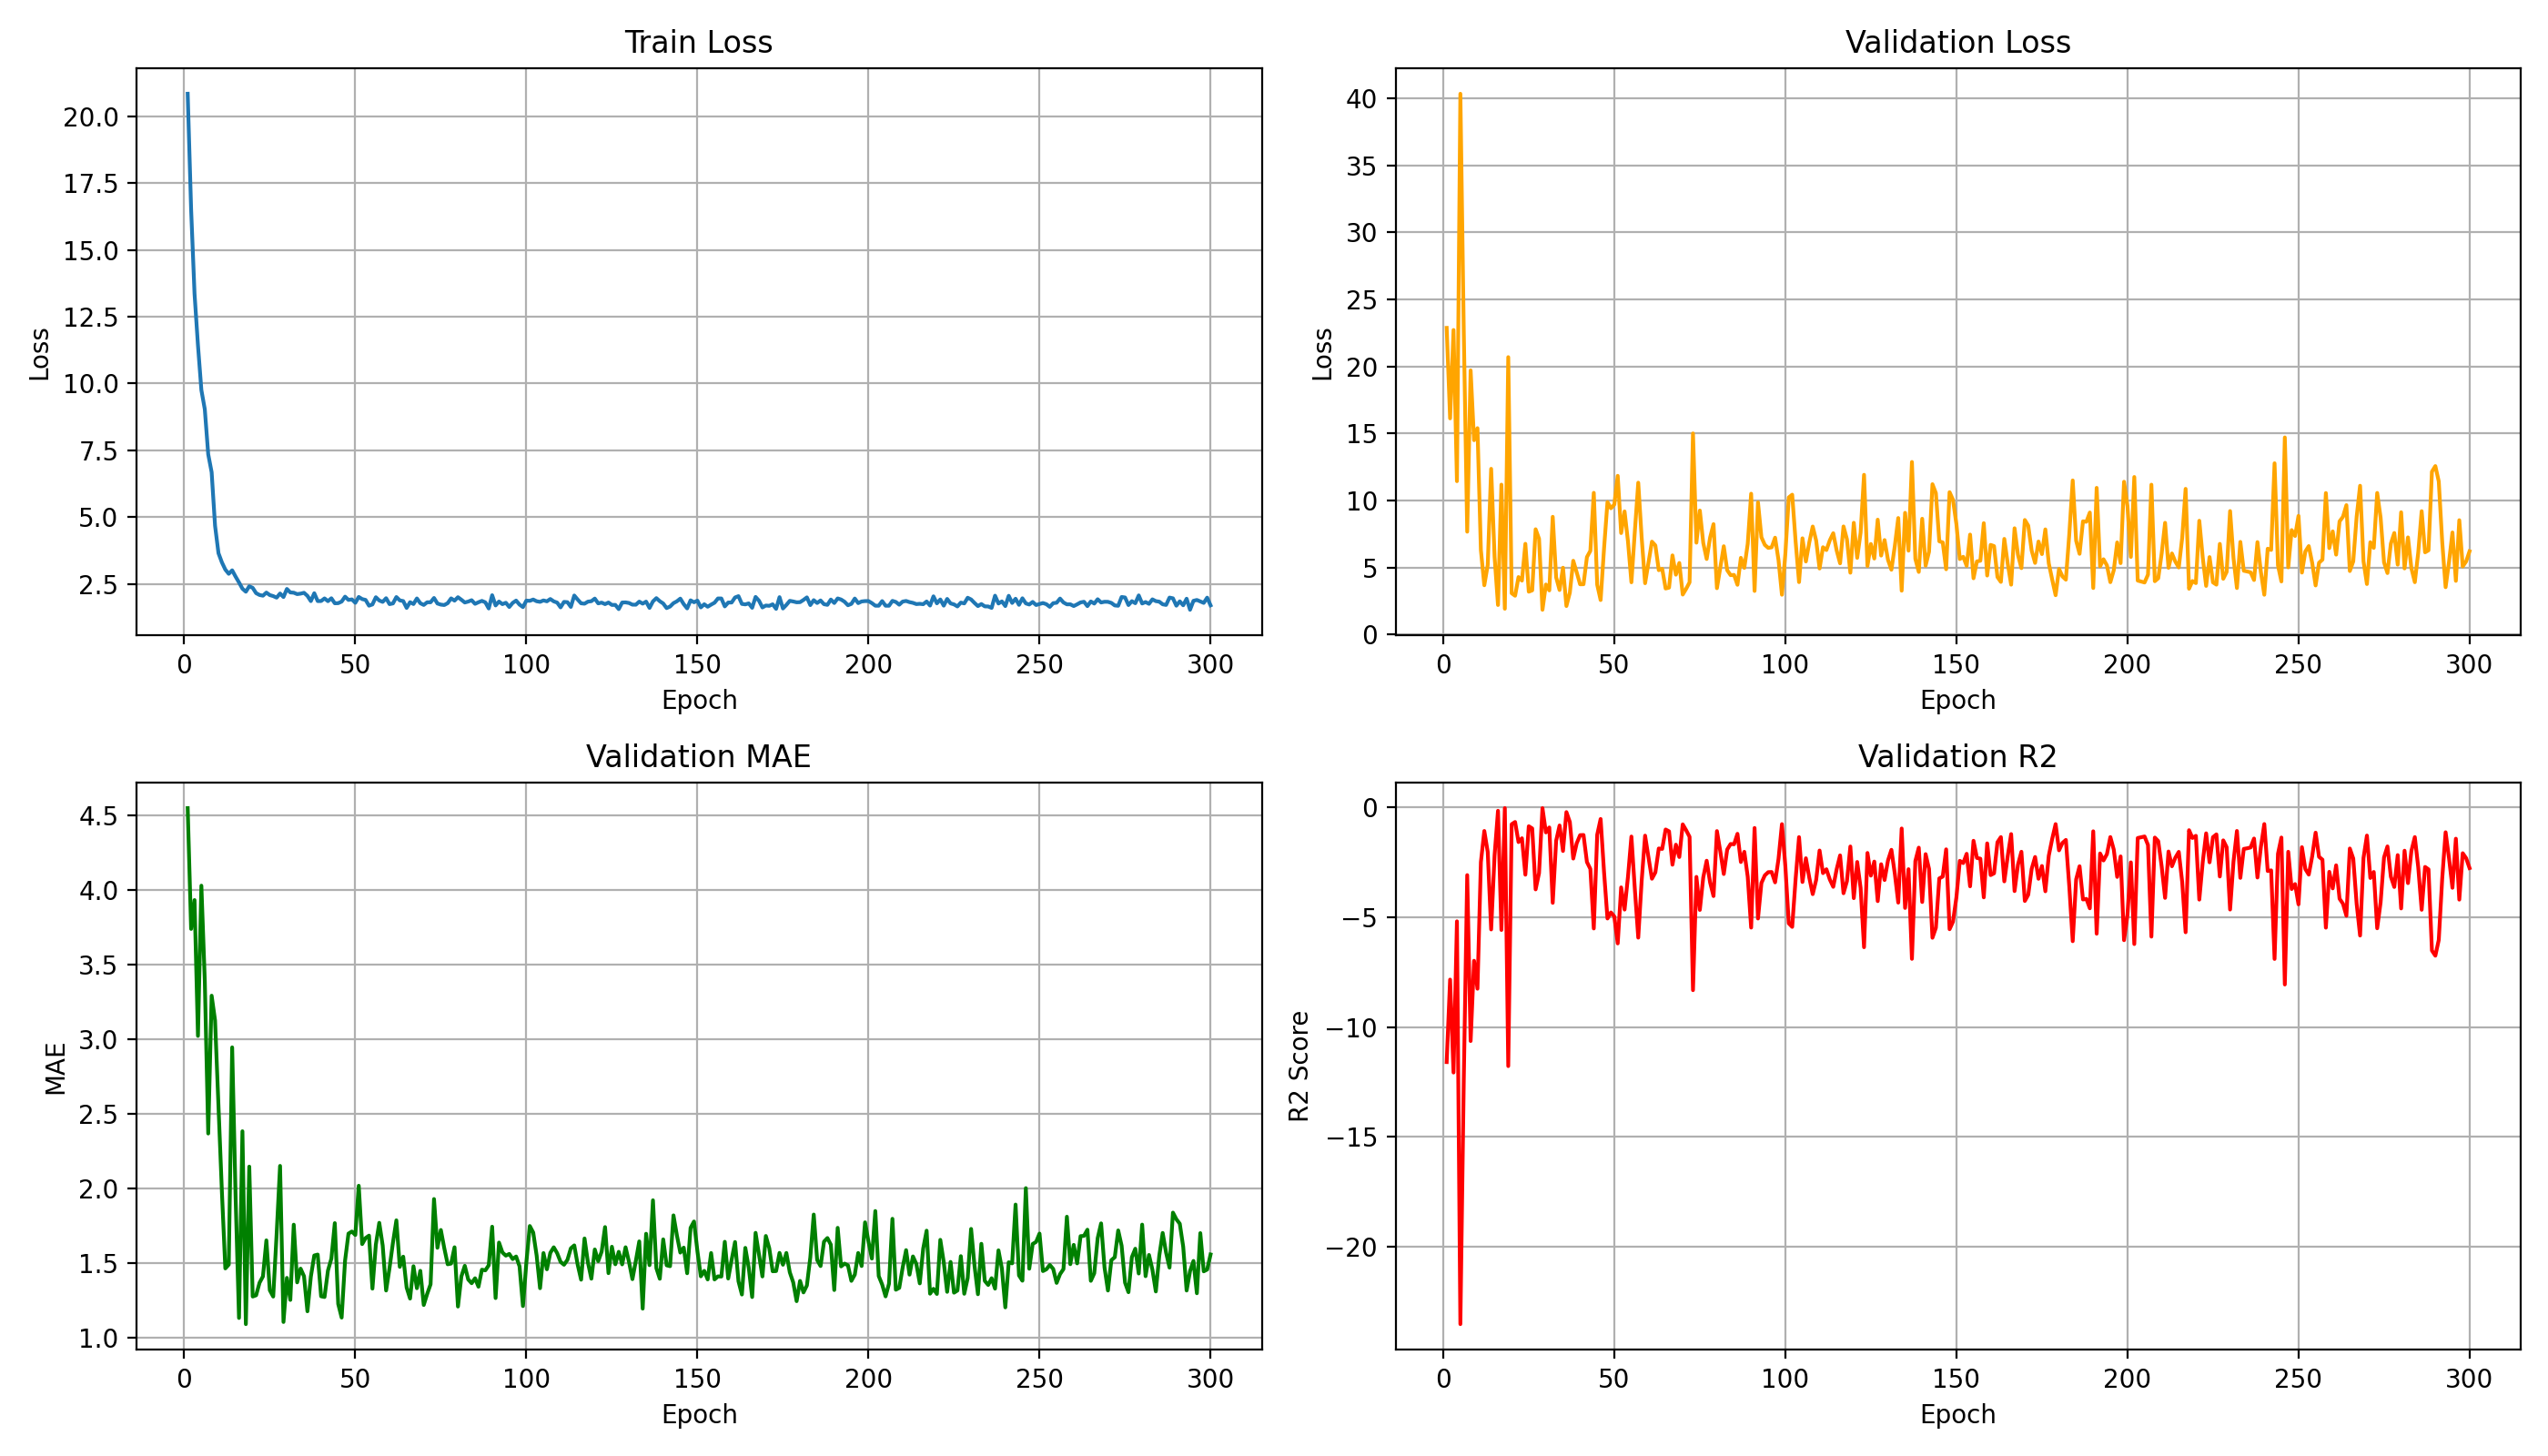 Train Loss
Loss
20.0
17.5
15.0
12.5
10.0
7.5
5.0
2.5
0 50 100 150 200 250 300
Epoch
Validation Loss
Loss
40
35
30
25
20
15
10
5
0
0 50 100 150 200 250 300
Epoch
Validation MAE
MAE
4.5
4.0
3.5
3.0
2.5
2.0
1.5
1.0
0 50 100 150 200 250 300
Epoch
Validation R2
R2 Score
0
−5
−10
−15
−20
0 50 100 150 200 250 300
Epoch